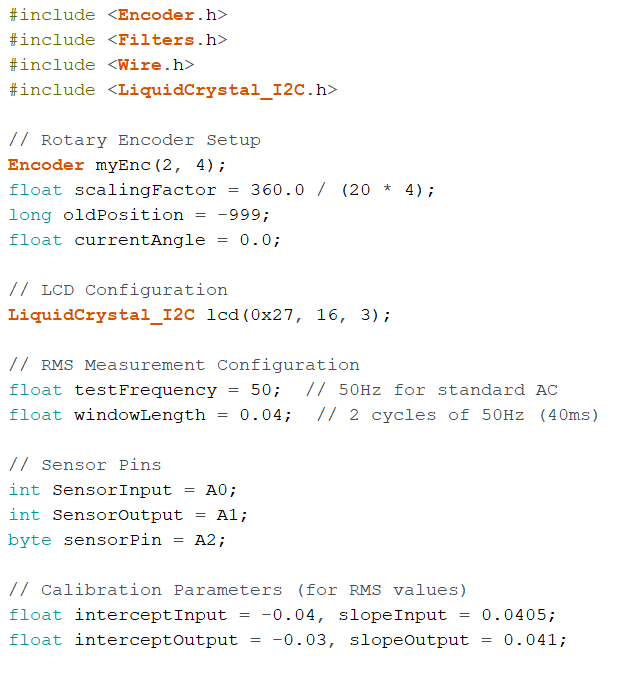 #include <Encoder.h>
#include <Filters.h>
#include <Wire.h>
#include <LiquidCrystal_I2C.h>

// Rotary Encoder Setup
Encoder myEnc(2, 4);
float scalingFactor = 360.0 / (20 * 4);
long oldPosition = -999;
float currentAngle = 0.0;

// LCD Configuration
LiquidCrystal_I2C lcd(0x27, 16, 3);

// RMS Measurement Configuration
float testFrequency = 50;  // 50Hz for standard AC
float windowLength = 0.04;  // 2 cycles of 50Hz (40ms)

// Sensor Pins
int SensorInput = A0;
int SensorOutput = A1;
byte sensorPin = A2;

// Calibration Parameters (for RMS values)
float interceptInput = -0.04, slopeInput = 0.0405;
float interceptOutput = -0.03, slopeOutput = 0.041;